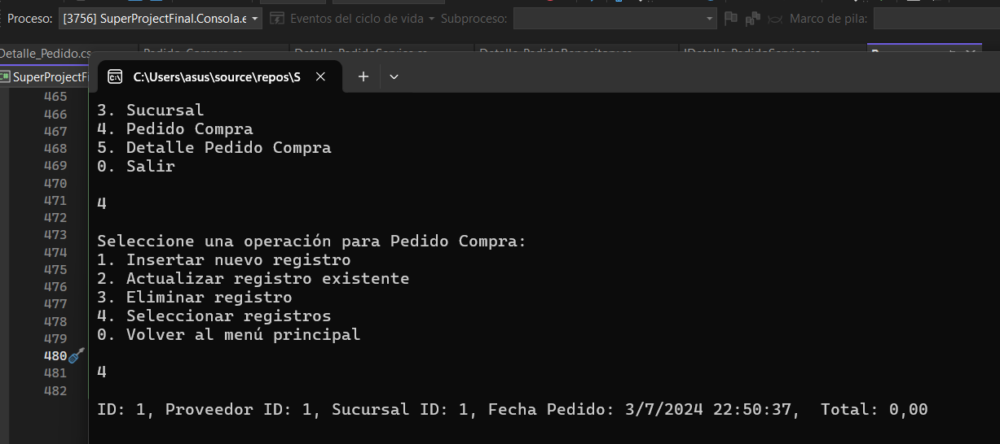 Proceso: [3756] SuperProjectFinal.Consola.e Eventos del ciclo de vida Subproceso: Marco de pila:
Detalle_Pedido.cs
SuperProjectFi
C:\Users\asus\source\repos\S
465
466
467
468
469
470
471
472
473
474
475
476
477
478
479
480
481
482
3. Sucursal
4. Pedido Compra
5. Detalle Pedido Compra
0. Salir
4
Seleccione una operación para Pedido Compra:
1. Insertar nuevo registro
2. Actualizar registro existente
3. Eliminar registro
4. Seleccionar registros
0. Volver al menú principal
4
ID: 1, Proveedor ID: 1, Sucursal ID: 1, Fecha Pedido: 3/7/2024 22:50:37,  Total: 0,00